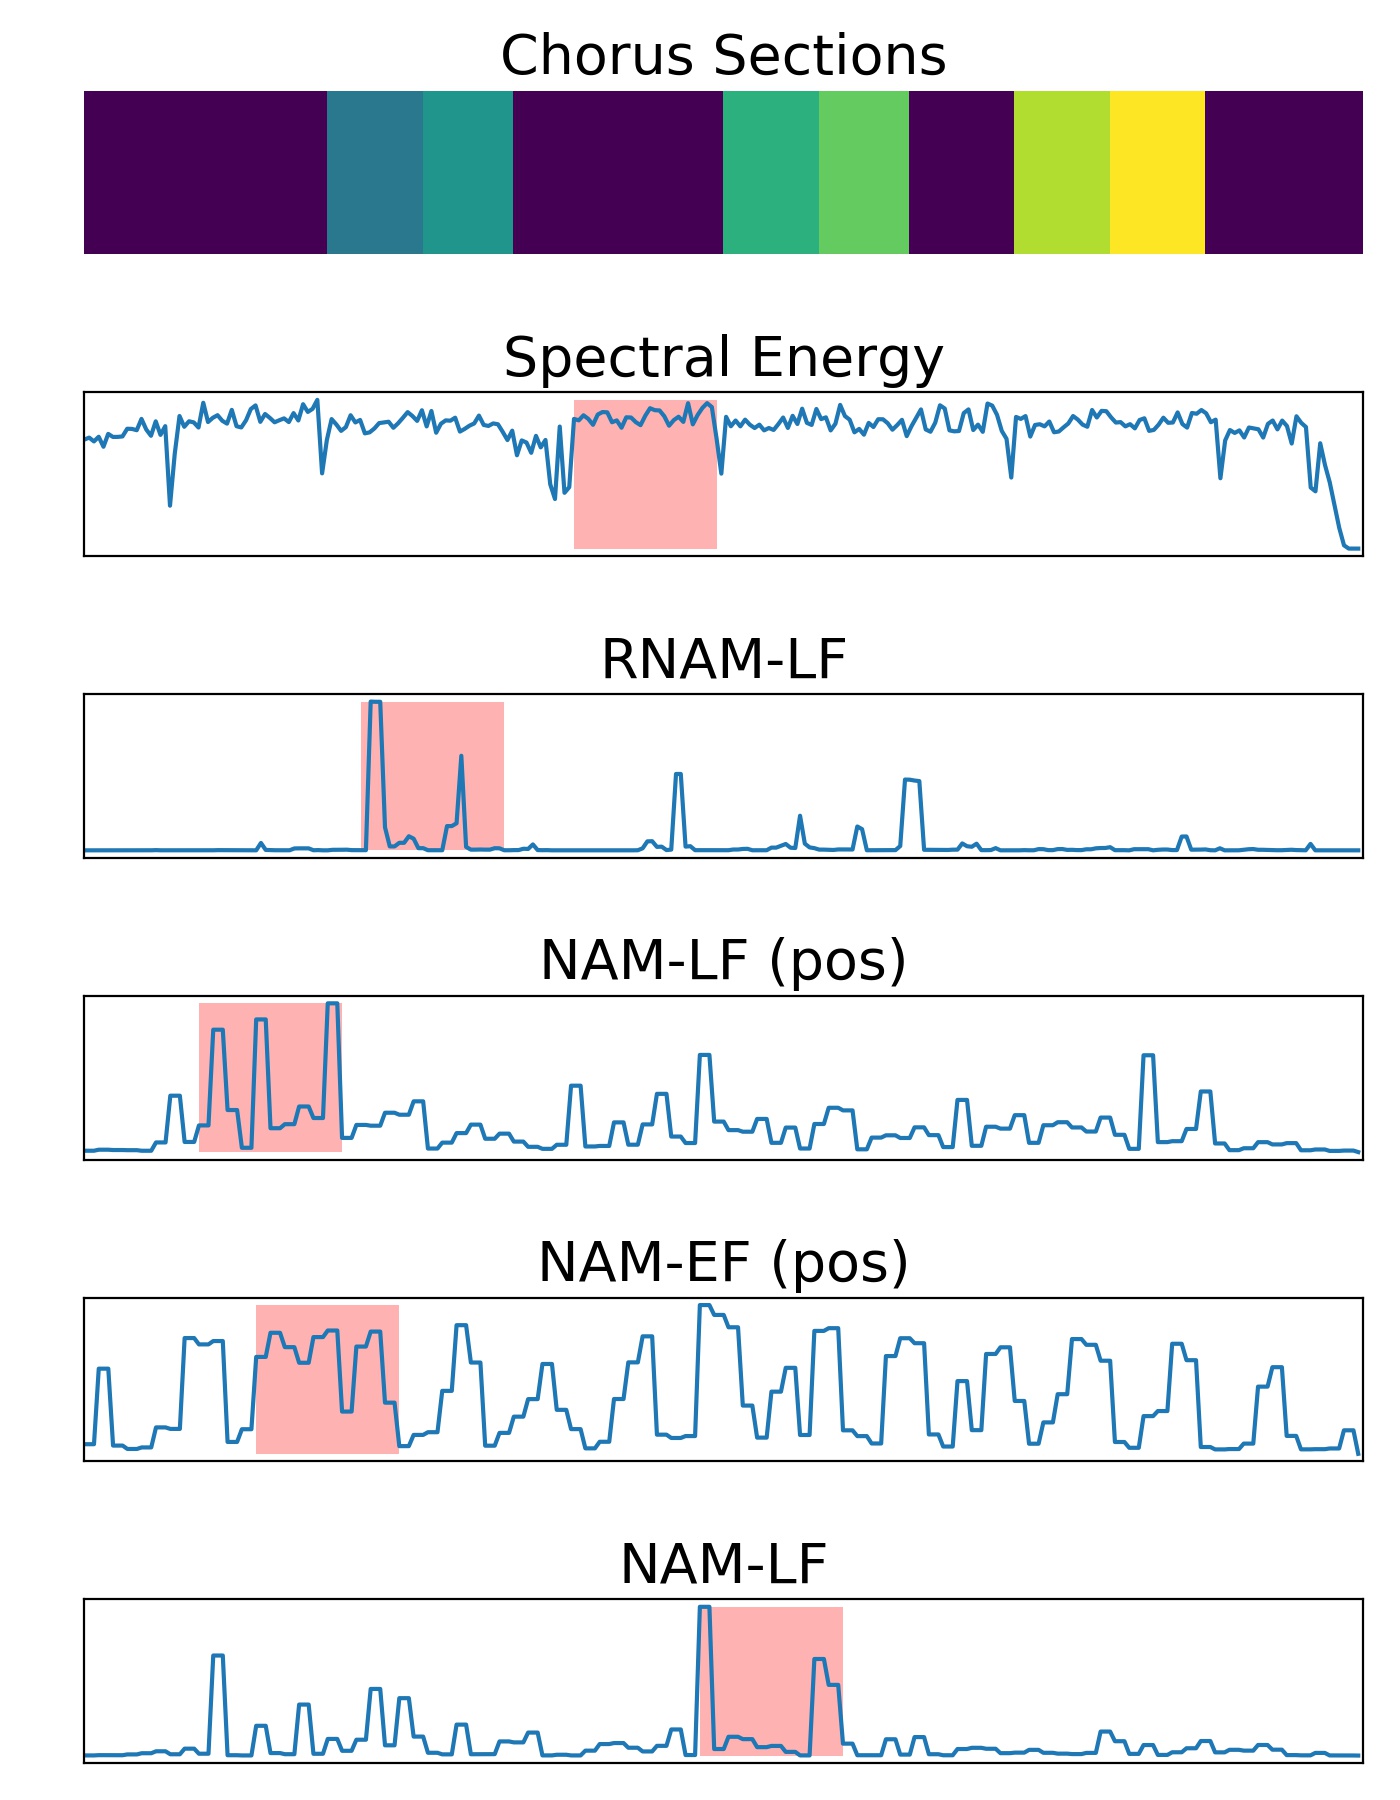 Chorus Sections
Spectral Energy
RNAM-LF
NAM-LF (pos)
NAM-EF (pos)
NAM-LF